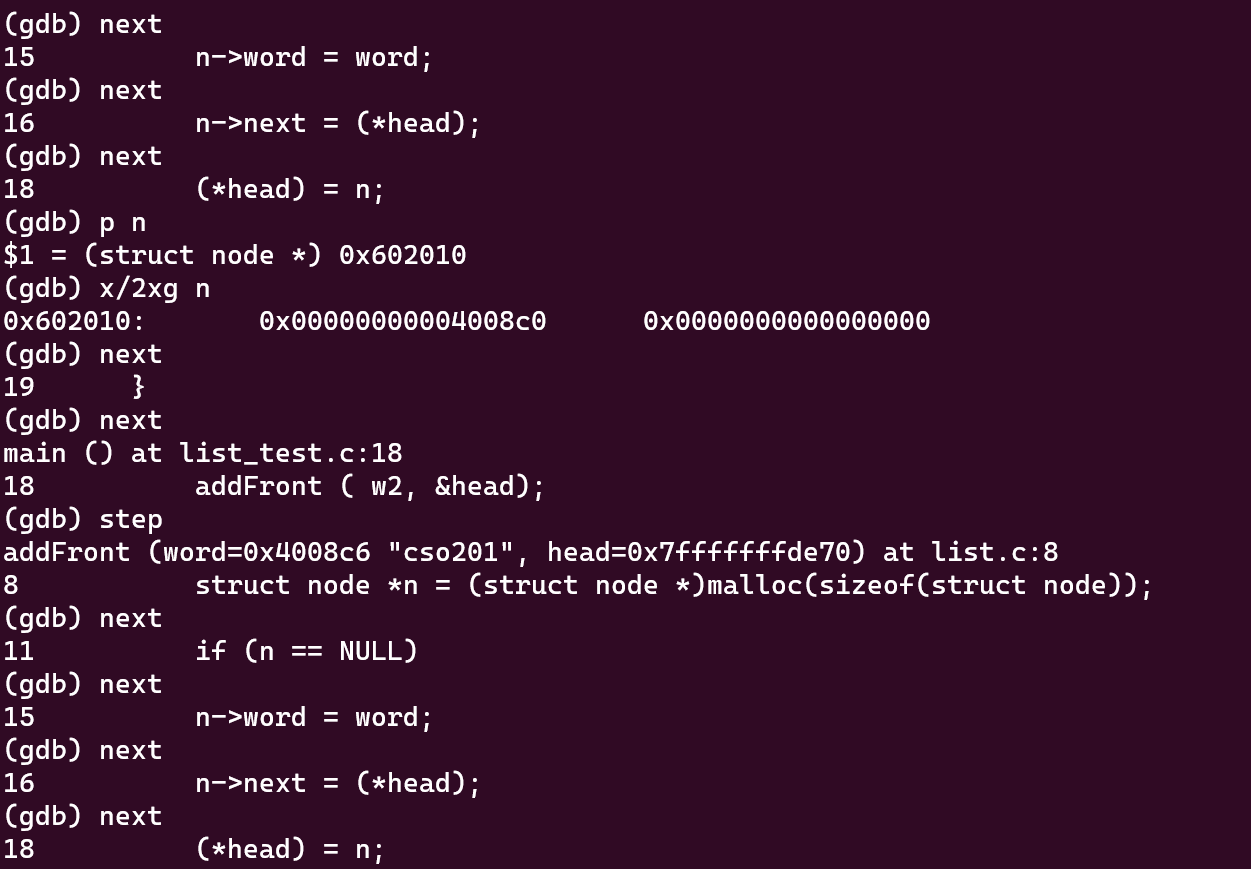 (gdb) next
15          n->word = word;
(gdb) next
16          n->next = (*head);
(gdb) next
18          (*head) = n;
(gdb) p n
$1 = (struct node *) 0x602010
(gdb) x/2xg n
0x602010:       0x00000000004008c0      0x0000000000000000
(gdb) next
19      }
(gdb) next
main () at list_test.c:18
18          addFront ( w2, &head);
(gdb) step
addFront (word=0x4008c6 "cso201", head=0x7fffffffde70) at list.c:8
8           struct node *n = (struct node *)malloc(sizeof(struct node));
(gdb) next
11          if (n == NULL)
(gdb) next
15          n->word = word;
(gdb) next
16          n->next = (*head);
(gdb) next
18          (*head) = n;